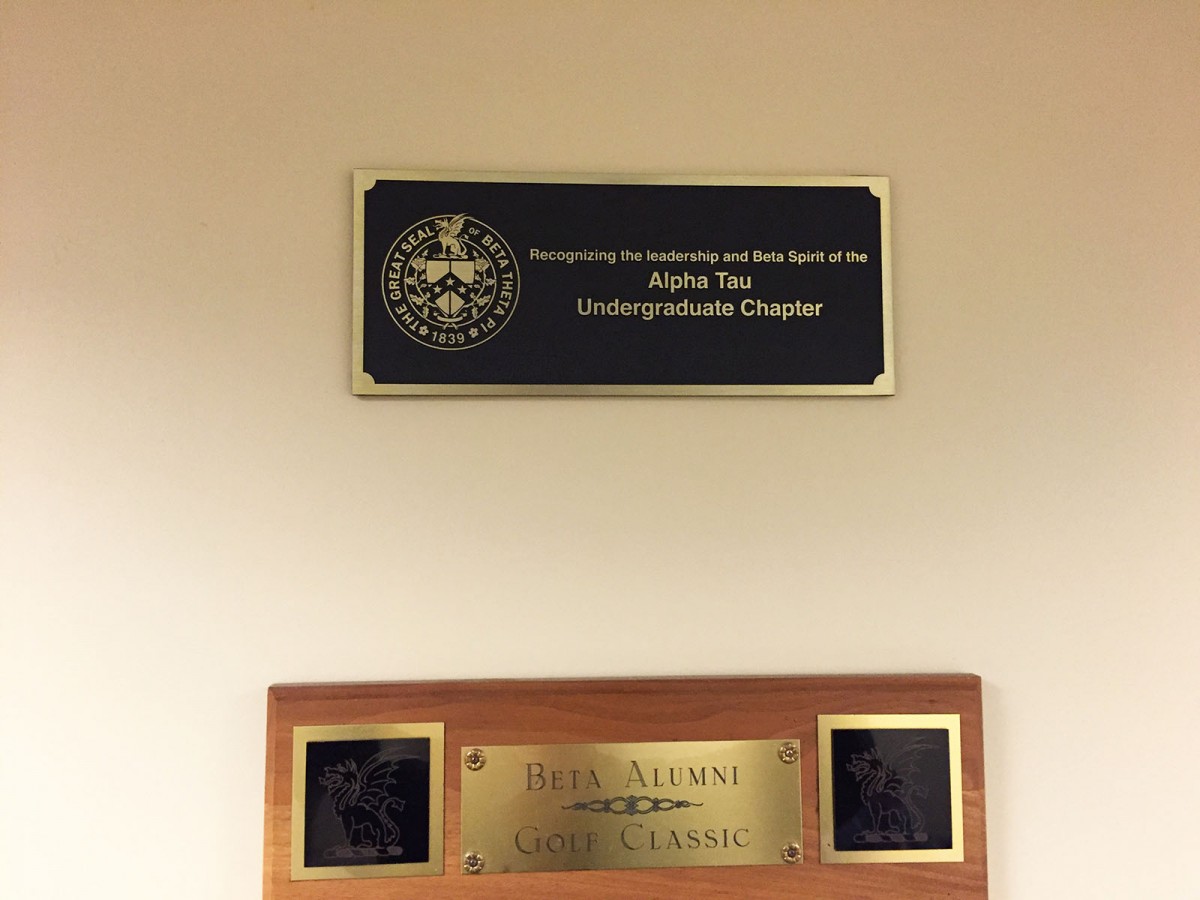 THE GREAT SEAL OF BETA THETA PI
1839
Recognizing the leadership and Beta Spirit of the
Alpha Tau
Undergraduate Chapter
BETA ALUMNI
GOLF CLASSIC